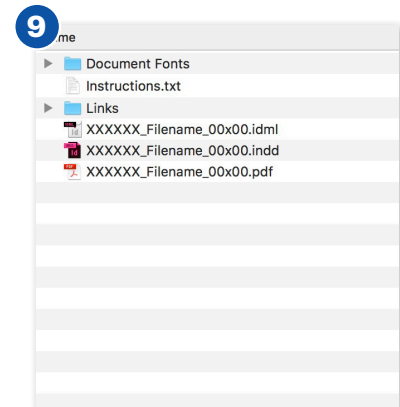 9
me
Document Fonts
Instructions.txt
Links
XXXXXX_Filename_00x00.idml
XXXXXX_Filename_00x00.indd
XXXXXX_Filename_00x00.pdf